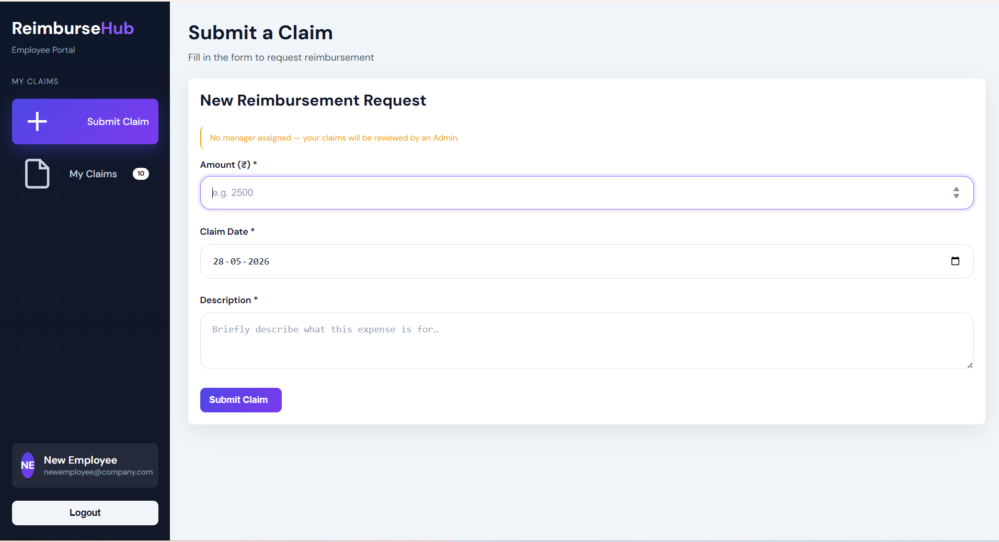 ReimburseHub
Employee Portal
MY CLAIMS
Submit Claim
My Claims 10
NE
New Employee
newemployee@company.com
Logout
Submit a Claim
Fill in the form to request reimbursement
New Reimbursement Request
No manager assigned — your claims will be reviewed by an Admin.
Amount (₹) *
e.g. 2500
Claim Date *
28-05-2026
Description *
Briefly describe what this expense is for…
Submit Claim